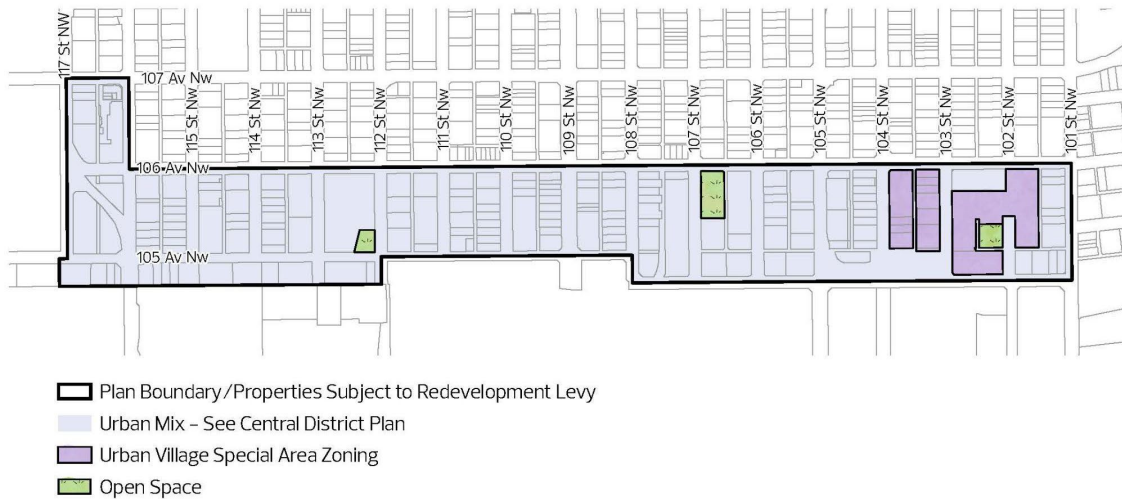 117 St NW
107 Av Nw
115 St Nw
114 St Nw
113 St Nw
112 St Nw
111 St Nw
110 St Nw
109 St Nw
108 St Nw
107 St Nw
106 St Nw
105 St Nw
104 St Nw
103 St Nw
102 St Nw
101 St Nw
106 Av Nw
105 Av Nw
Plan Boundary/Properties Subject to Redevelopment Levy
Urban Mix – See Central District Plan
Urban Village Special Area Zoning
Open Space